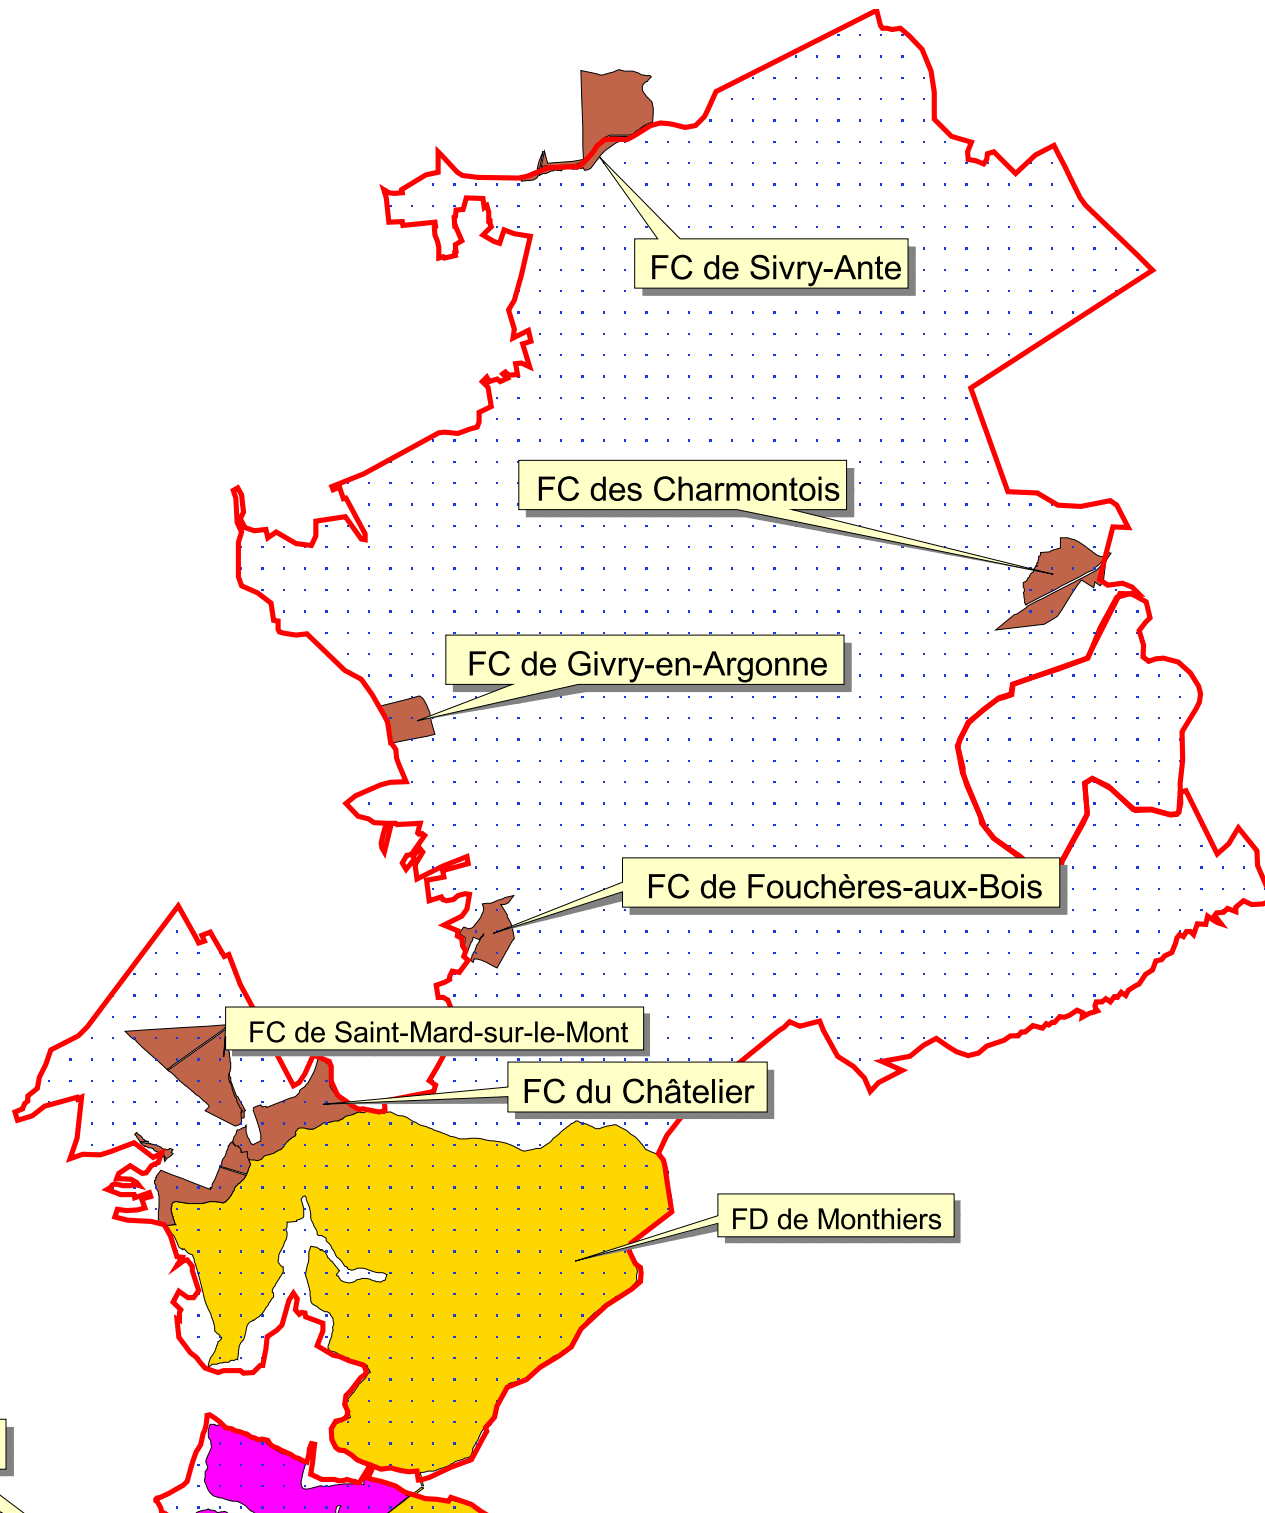 FC de Sivry-Ante
FC des Charmontois
FC de Givry-en-Argonne
FC de Fouchères-aux-Bois
FC de Saint-Mard-sur-le-Mont
FC du Châtelier
FD de Monthiers